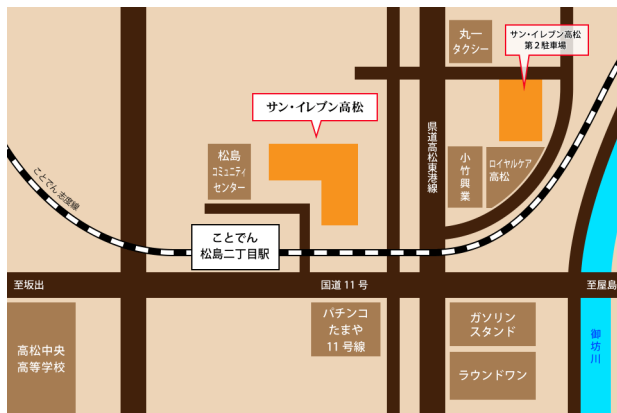 丸一
タクシー
サン・イレブン高松
第2駐車場
サン・イレブン高松
県道高松東港線
松島
コミュニティ
センター
小竹興業
ロイヤルケア
高松
ことでん 志度線
ことでん
松島二丁目駅
至坂出
国道11号
至屋島
パチンコ
たまや
11号線
ガソリン
スタンド
御坊川
高松中央
高等学校
ラウンドワン